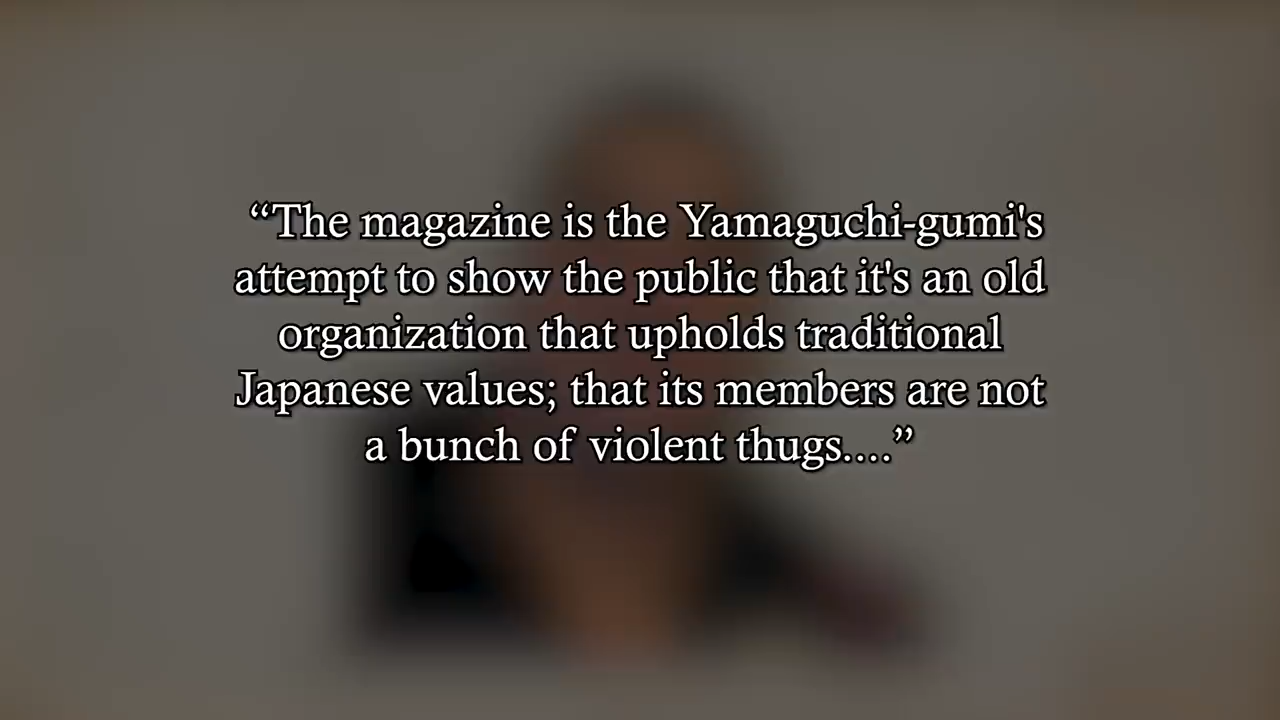 “The magazine is the Yamaguchi-gumi's
attempt to show the public that it's an old
organization that upholds traditional
Japanese values; that its members are not
a bunch of violent thugs....”